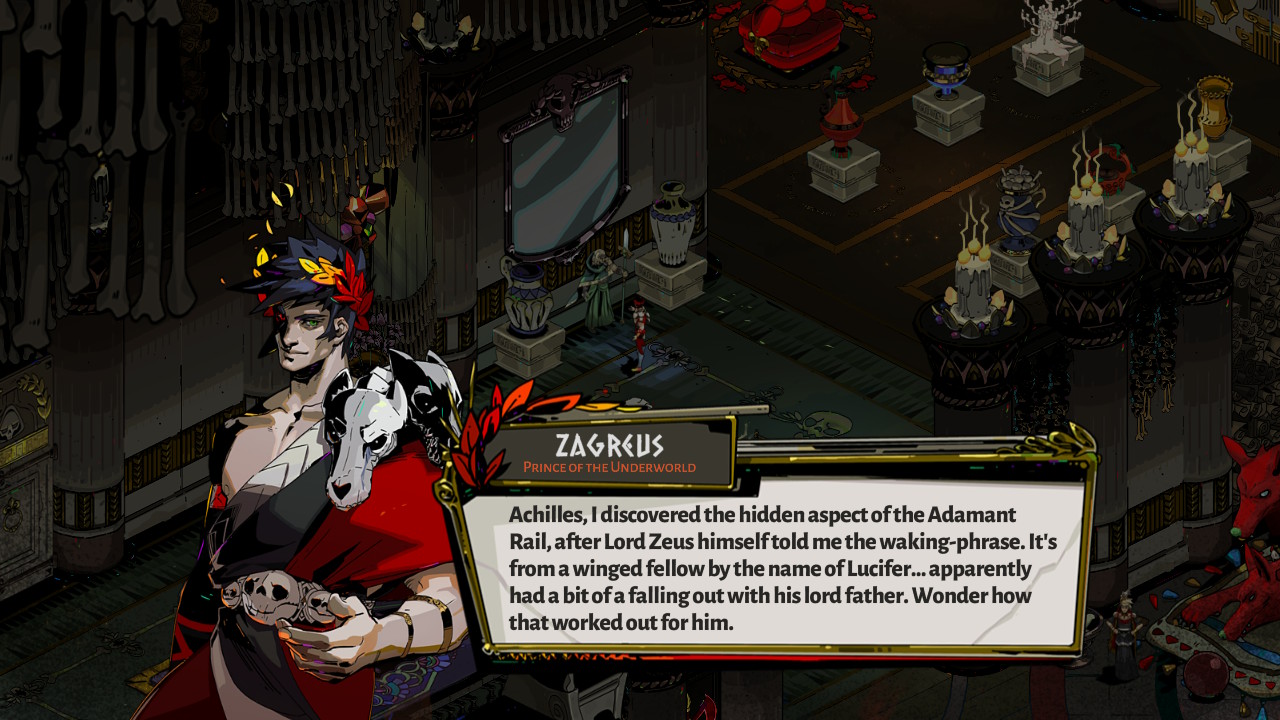 ZAGREUS
PRINCE OF THE UNDERWORLD
Achilles, I discovered the hidden aspect of the Adamant
Rail, after Lord Zeus himself told me the waking-phrase. It's
from a winged fellow by the name of Lucifer... apparently
had a bit of a falling out with his lord father. Wonder how
that worked out for him.